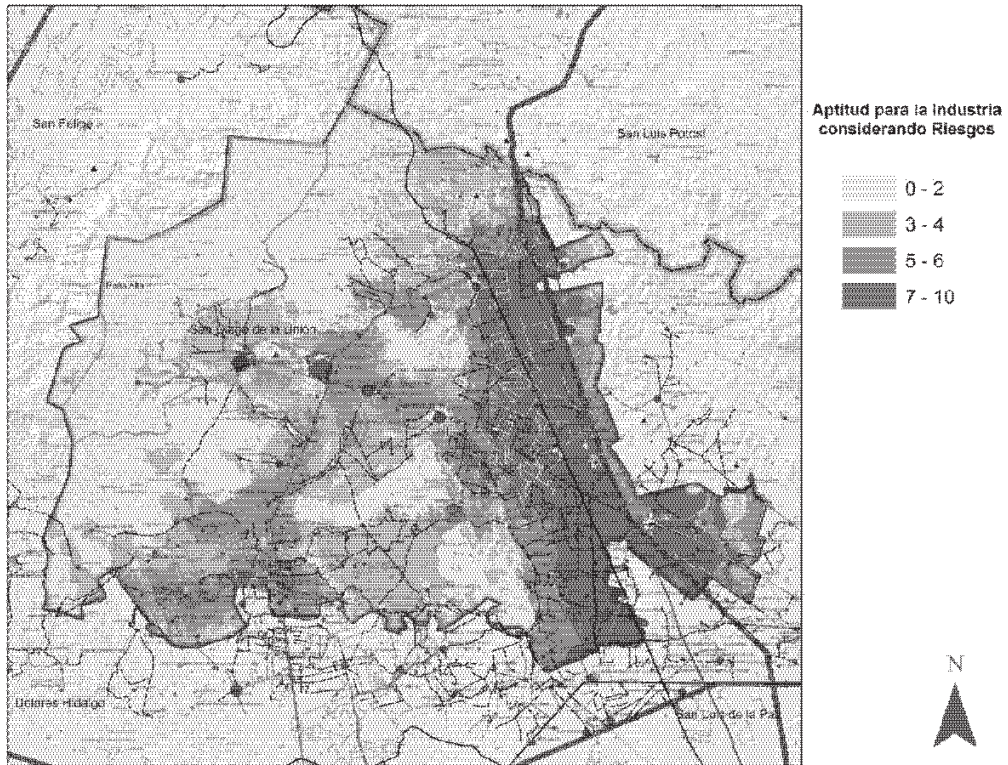 Aptitud para la Industria
considerando Riesgos
San Felipe
San Luis Potosí
0 - 2
3 - 4
5 - 6
7 - 10
San Diego de la Unión
N
Dolores Hidalgo
San Luis de la Paz